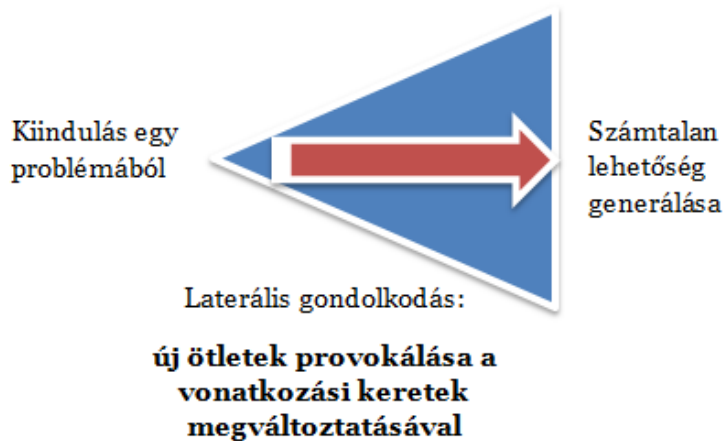 Kiindulás egy
problémából
Számtalan
lehetőség
generálása
Laterális gondolkodás:
új ötletek provokálása a
vonatkozási keretek
megváltoztatásával